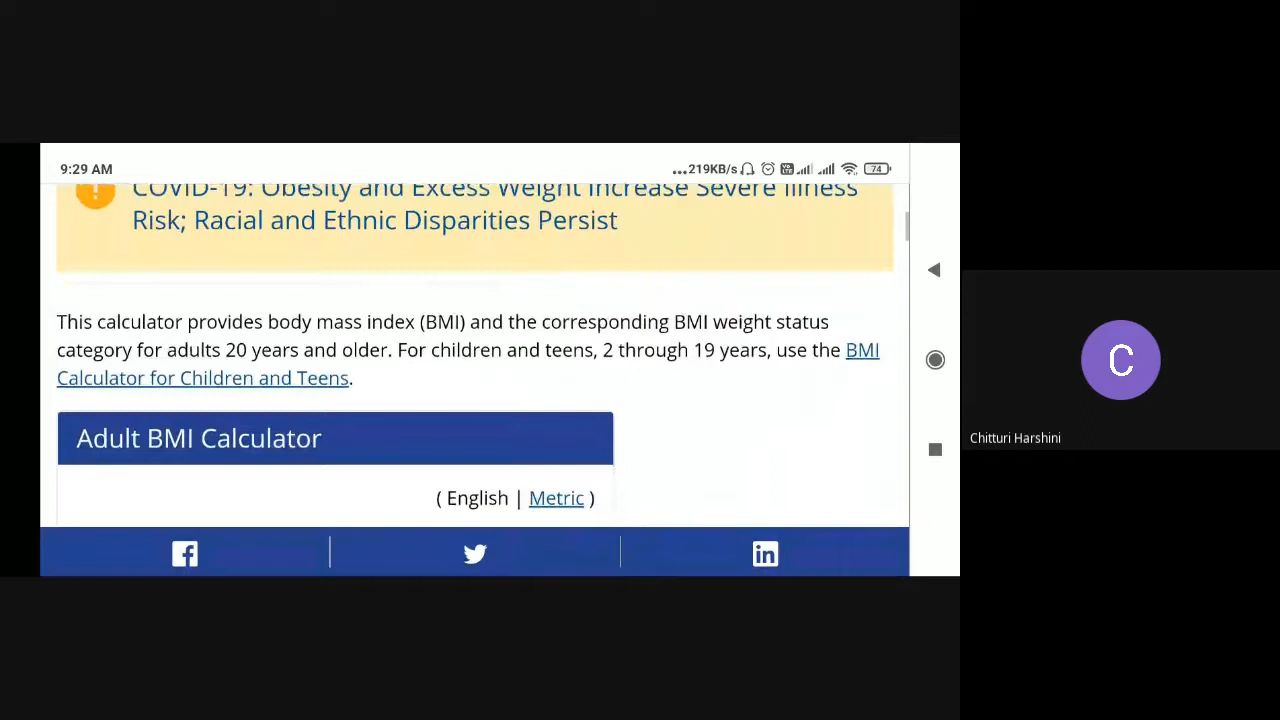 9:29 AM
...219KB/s
74
COVID-19: Obesity and Excess Weight Increase Severe Illness
Risk; Racial and Ethnic Disparities Persist
This calculator provides body mass index (BMI) and the corresponding BMI weight status
category for adults 20 years and older. For children and teens, 2 through 19 years, use the BMI
Calculator for Children and Teens.
Adult BMI Calculator
( English | Metric )
C
Chitturi Harshini